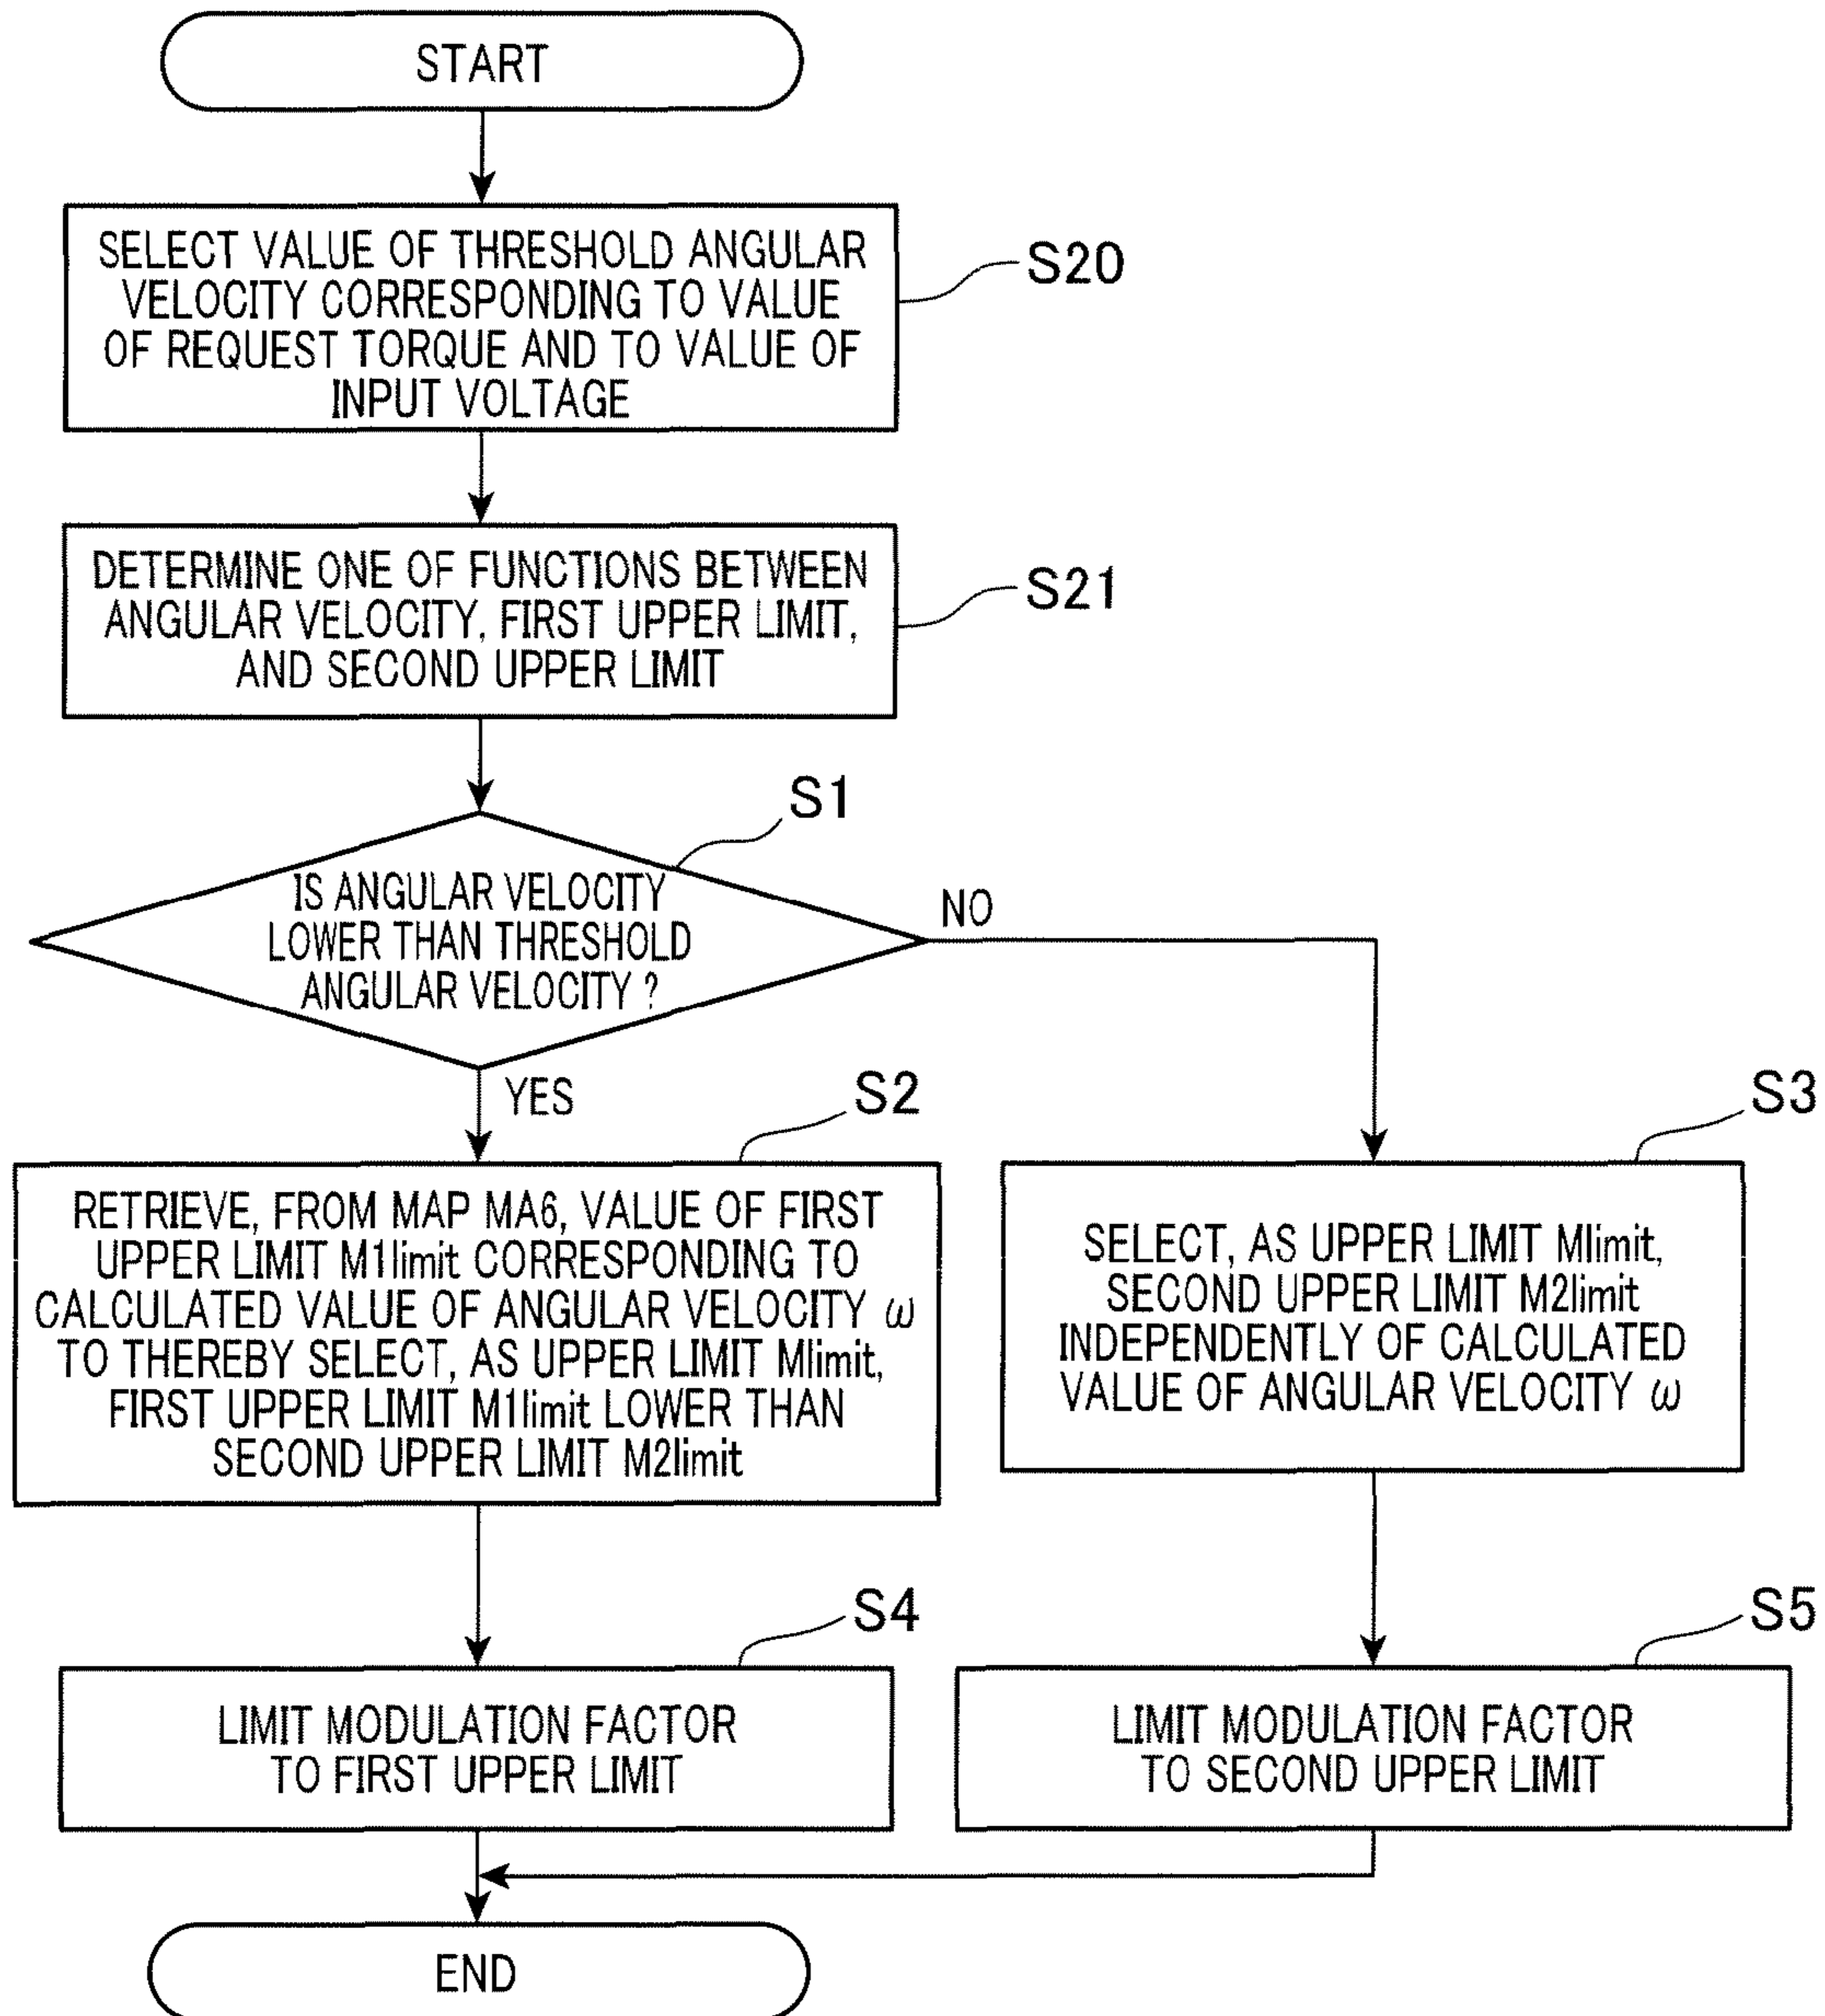 START
SELECT VALUE OF THRESHOLD ANGULAR
VELOCITY CORRESPONDING TO VALUE
OF REQUEST TORQUE AND TO VALUE OF
INPUT VOLTAGE
S20
DETERMINE ONE OF FUNCTIONS BETWEEN
ANGULAR VELOCITY, FIRST UPPER LIMIT,
AND SECOND UPPER LIMIT
S21
S1
IS ANGULAR VELOCITY
LOWER THAN THRESHOLD
ANGULAR VELOCITY ?
NO
YES
S2
RETRIEVE, FROM MAP MA6, VALUE OF FIRST
UPPER LIMIT M1limit CORRESPONDING TO
CALCULATED VALUE OF ANGULAR VELOCITY ω
TO THEREBY SELECT, AS UPPER LIMIT Mlimit,
FIRST UPPER LIMIT M1limit LOWER THAN
SECOND UPPER LIMIT M2limit
S3
SELECT, AS UPPER LIMIT Mlimit,
SECOND UPPER LIMIT M2limit
INDEPENDENTLY OF CALCULATED
VALUE OF ANGULAR VELOCITY ω
S4
LIMIT MODULATION FACTOR
TO FIRST UPPER LIMIT
S5
LIMIT MODULATION FACTOR
TO SECOND UPPER LIMIT
END